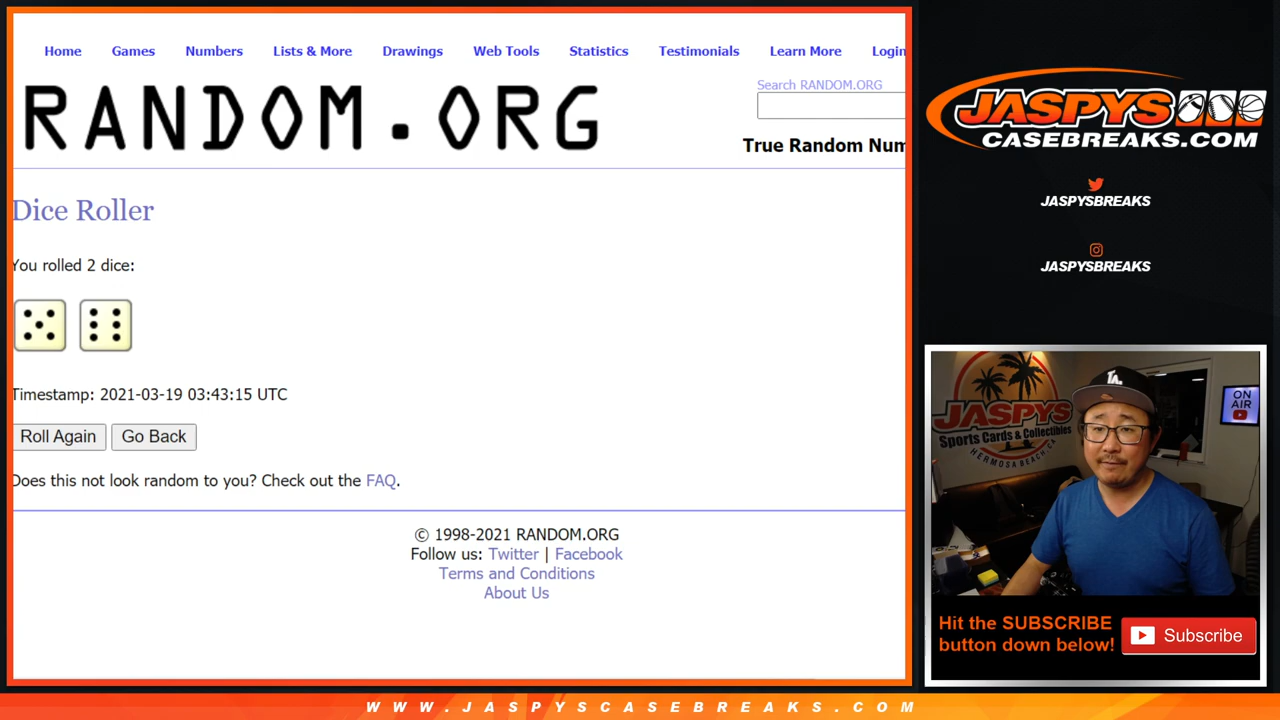 Home Games Numbers Lists & More Drawings Web Tools Statistics Testimonials Learn More Login
Search RANDOM.ORG
RANDOM.ORG
True Random Num
Dice Roller
You rolled 2 dice:
Timestamp: 2021-03-19 03:43:15 UTC
Roll Again Go Back
Does this not look random to you? Check out the FAQ.
© 1998-2021 RANDOM.ORG
Follow us: Twitter | Facebook
Terms and Conditions
About Us
JASPYS
CASEBREAKS.COM
JASPYSBREAKS
JASPYSBREAKS
JASPYS
Sports Cards & Collectibles
HERMOSA BEACH, CA
LA
ON
AIR
Hit the SUBSCRIBE
button down below!
Subscribe
WWW.JASPYSCASEBREAKS.COM